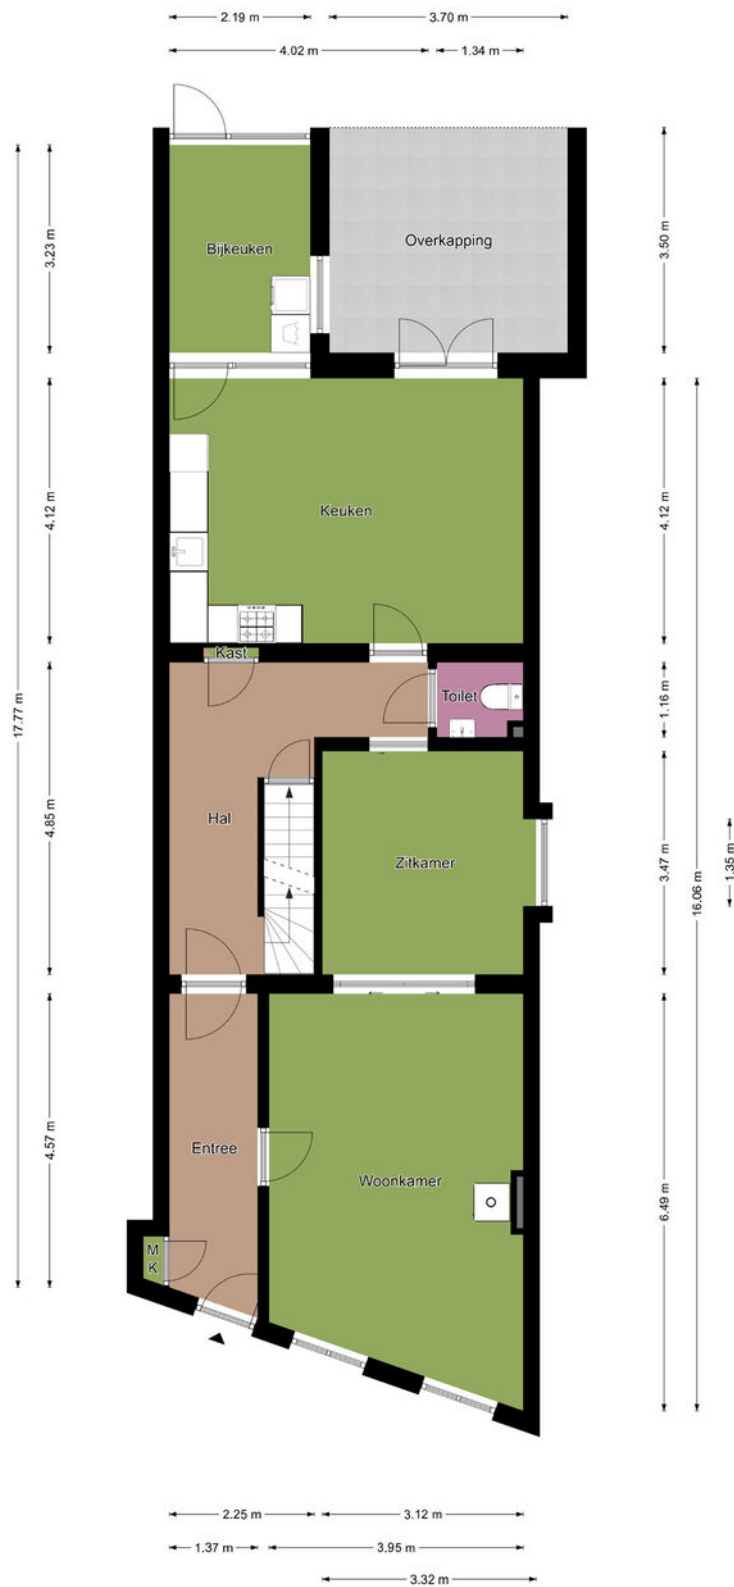 2.19 m
3.70 m
4.02 m
1.34 m
Bijkeuken
Overkapping
3.23 m
3.50 m
Keuken
4.12 m
4.12 m
Kast
Toilet
1.16 m
17.77 m
Hal
4.85 m
Zitkamer
3.47 m
1.35 m
16.06 m
Entree
4.57 m
Woonkamer
6.49 m
M
K
2.25 m
3.12 m
1.37 m
3.95 m
3.32 m